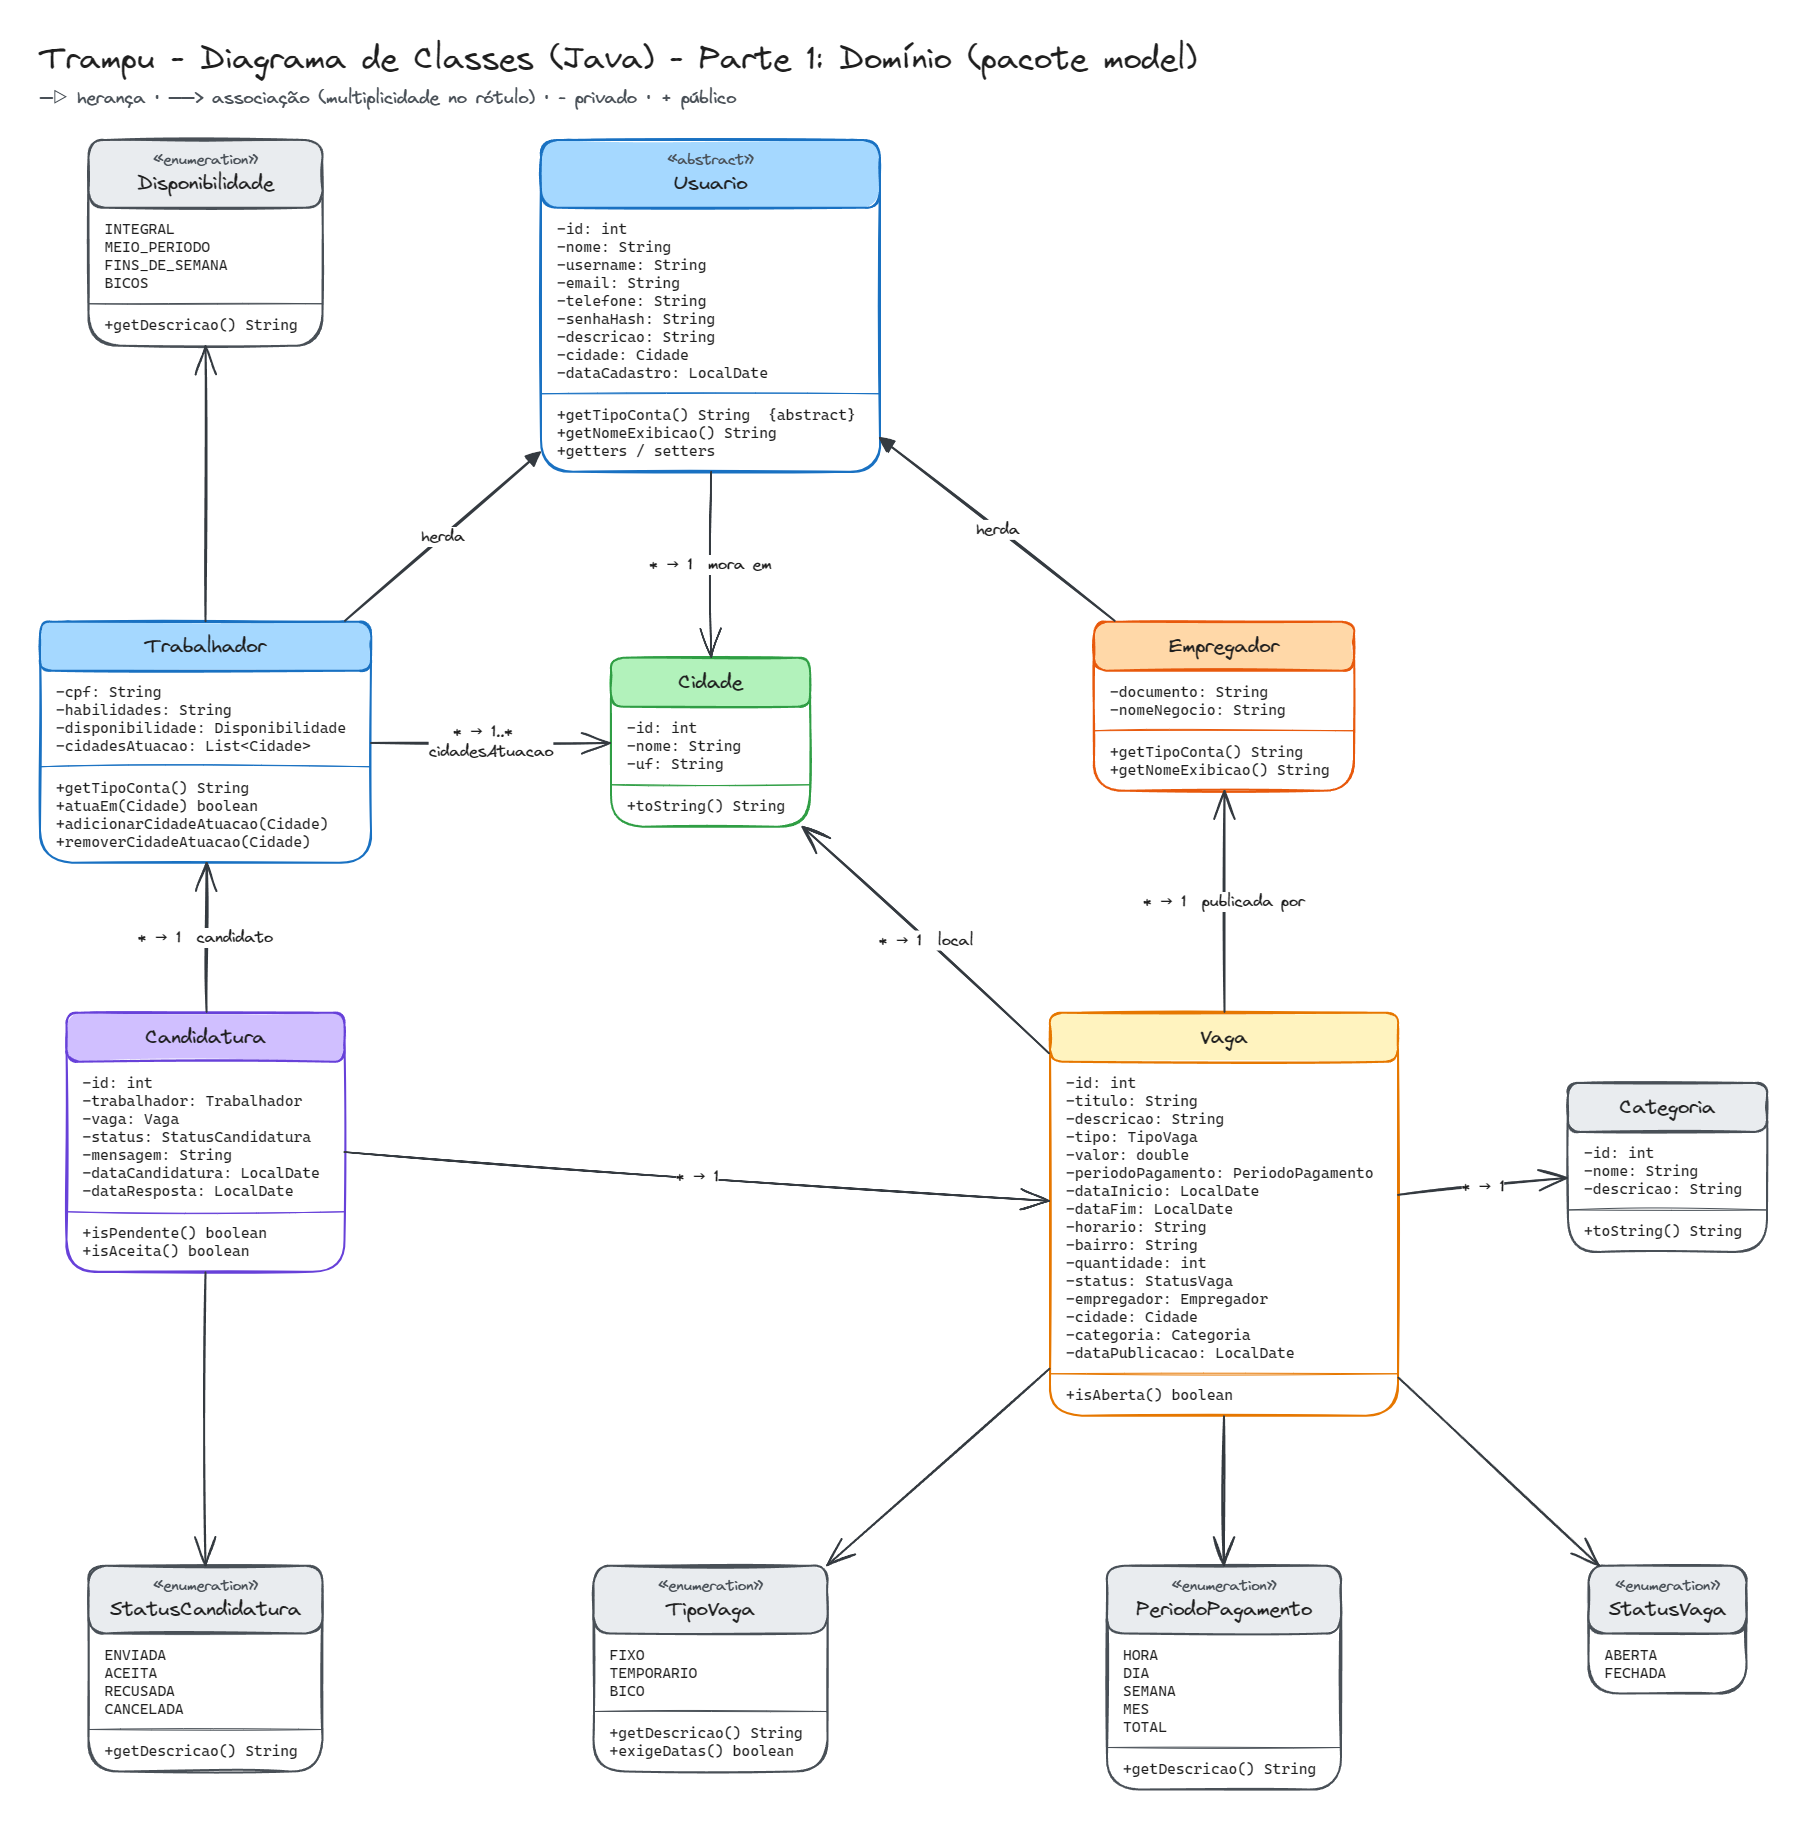 Trampu - Diagrama de Classes (Java) - Parte 1: Domínio (pacote model)
—▷ herança · ──> associação (multiplicidade no rótulo) · - privado · + público
«enumeration»
Disponibilidade
INTEGRAL
MEIO_PERIODO
FINS_DE_SEMANA
BICOS
+getDescricao() String
«abstract»
Usuario
-id: int
-nome: String
-username: String
-email: String
-telefone: String
-senhaHash: String
-descricao: String
-cidade: Cidade
-dataCadastro: LocalDate
+getTipoConta() String  {abstract}
+getNomeExibicao() String
+getters / setters
herda
* → 1  mora em
herda
Trabalhador
-cpf: String
-habilidades: String
-disponibilidade: Disponibilidade
-cidadesAtuacao: List<Cidade>
+getTipoConta() String
+atuaEm(Cidade) boolean
+adicionarCidadeAtuacao(Cidade)
+removerCidadeAtuacao(Cidade)
* → 1..*
cidadesAtuacao
Cidade
-id: int
-nome: String
-uf: String
+toString() String
Empregador
-documento: String
-nomeNegocio: String
+getTipoConta() String
+getNomeExibicao() String
* → 1  candidato
* → 1  local
* → 1  publicada por
Candidatura
-id: int
-trabalhador: Trabalhador
-vaga: Vaga
-status: StatusCandidatura
-mensagem: String
-dataCandidatura: LocalDate
-dataResposta: LocalDate
+isPendente() boolean
+isAceita() boolean
* → 1
Vaga
-id: int
-titulo: String
-descricao: String
-tipo: TipoVaga
-valor: double
-periodoPagamento: PeriodoPagamento
-dataInicio: LocalDate
-dataFim: LocalDate
-horario: String
-bairro: String
-quantidade: int
-status: StatusVaga
-empregador: Empregador
-cidade: Cidade
-categoria: Categoria
-dataPublicacao: LocalDate
+isAberta() boolean
* → 1
Categoria
-id: int
-nome: String
-descricao: String
+toString() String
«enumeration»
StatusCandidatura
ENVIADA
ACEITA
RECUSADA
CANCELADA
+getDescricao() String
«enumeration»
TipoVaga
FIXO
TEMPORARIO
BICO
+getDescricao() String
+exigeDatas() boolean
«enumeration»
PeriodoPagamento
HORA
DIA
SEMANA
MES
TOTAL
+getDescricao() String
«enumeration»
StatusVaga
ABERTA
FECHADA